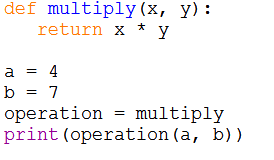 def multiply(x, y):
   return x * y

a = 4
b = 7
operation = multiply
print(operation(a, b))